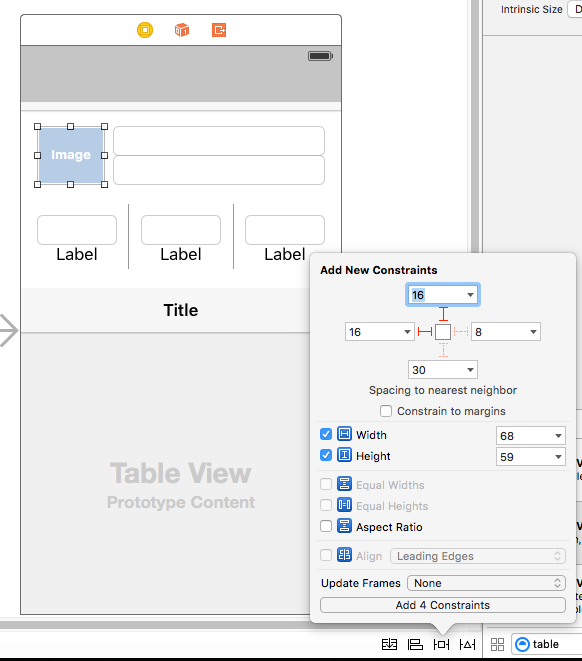 Intrinsic Size D
Image
Label Label Label
Title
Table View
Prototype Content
Add New Constraints
16
16 8
30
Spacing to nearest neighbor
Constrain to margins
Width 68
Height 59
Equal Widths
Equal Heights
Aspect Ratio
Align Leading Edges
Update Frames None
Add 4 Constraints
table